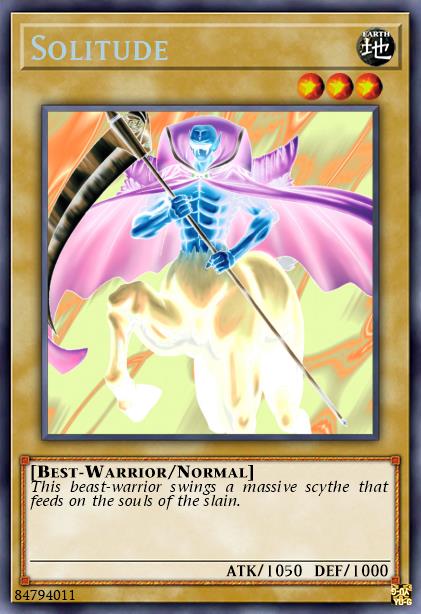 SOLITUDE
EARTH
地
[BEST-WARRIOR/NORMAL]
This beast-warrior swings a massive scythe that
feeds on the souls of the slain.
ATK/1050 DEF/1000
84794011